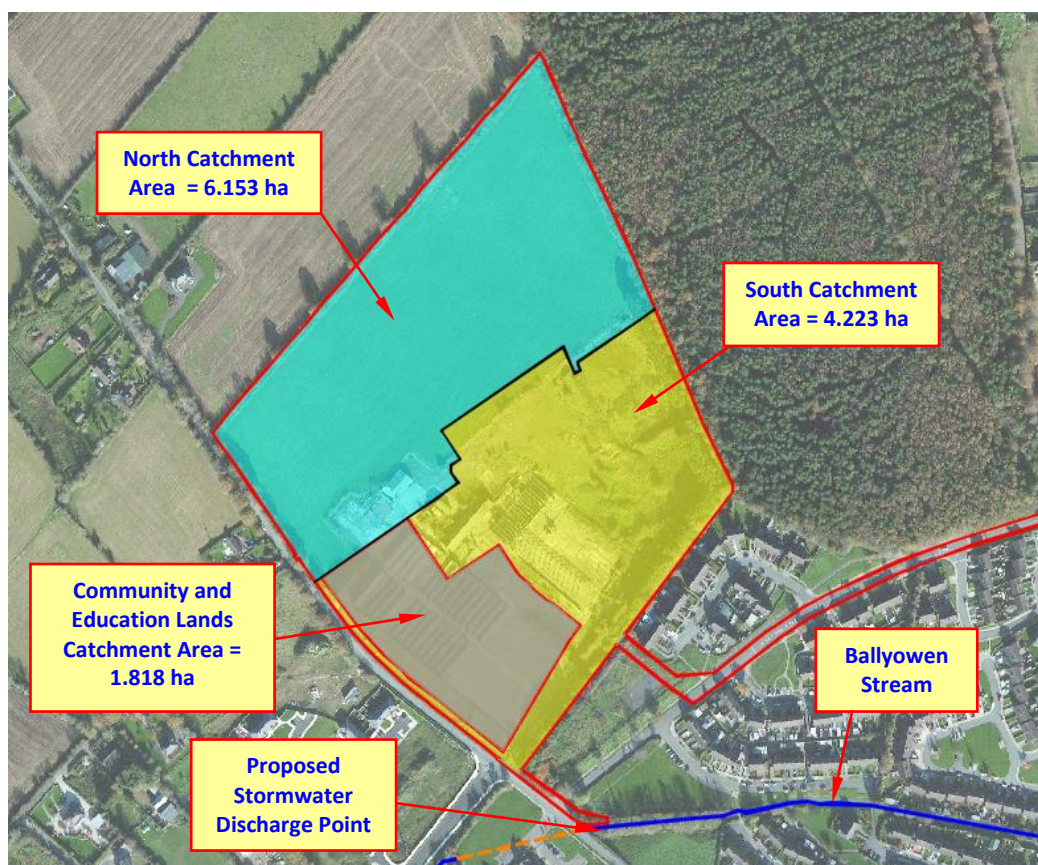 North Catchment
Area = 6.153 ha
South Catchment
Area = 4.223 ha
Community and
Education Lands
Catchment Area =
1.818 ha
Ballyowen
Stream
Proposed
Stormwater
Discharge Point